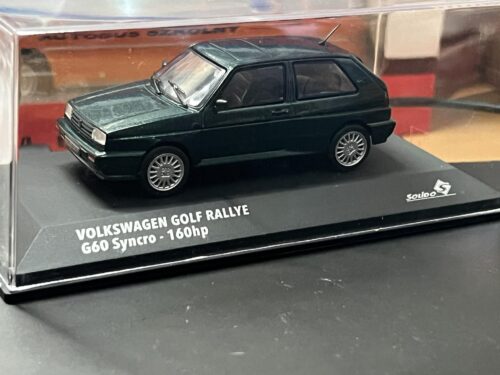 VOLKSWAGEN GOLF RALLYE
G60 Syncro - 160hp
Solido S